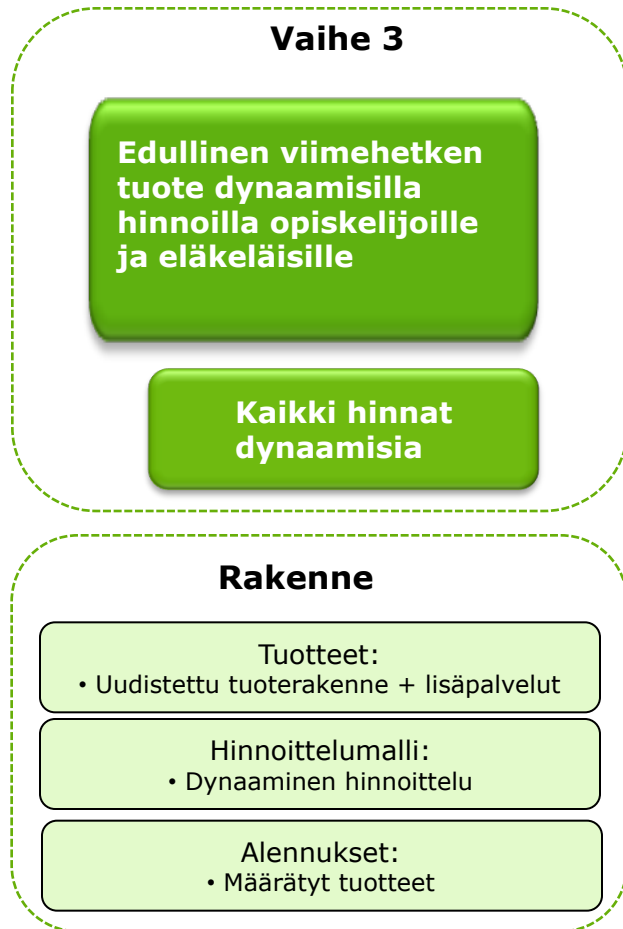 Vaihe 3
Edullinen viimehetken
tuote dynaamisilla
hinnoilla opiskelijoille
ja eläkeläisille
Kaikki hinnat
dynaamisia
Rakenne
Tuotteet:
• Uudistettu tuoterakenne + lisäpalvelut
Hinnoittelumalli:
• Dynaaminen hinnoittelu
Alennukset:
• Määrätyt tuotteet